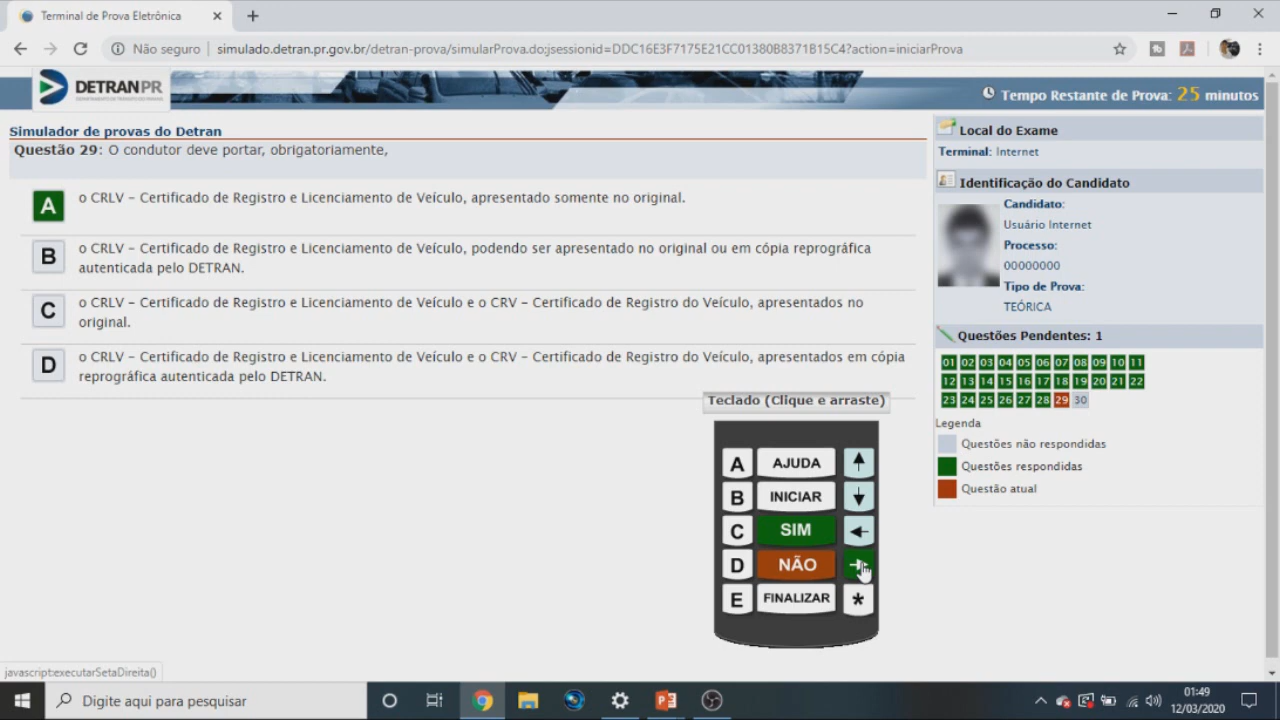 Terminal de Prova Eletrônica
Não seguro | simulado.detran.pr.gov.br/detran-prova/simularProva.do;jsessionid=DDC16E3F7175E21CC01380B8371B15C4?action=iniciarProva
DETRANPR
DEPARTAMENTO DE TRÂNSITO DO PARANÁ
Tempo Restante de Prova: 25 minutos
Simulador de provas do Detran
Questão 29: O condutor deve portar, obrigatoriamente,
A o CRLV – Certificado de Registro e Licenciamento de Veículo, apresentado somente no original.
B o CRLV – Certificado de Registro e Licenciamento de Veículo, podendo ser apresentado no original ou em cópia reprográfica
autenticada pelo DETRAN.
C o CRLV – Certificado de Registro e Licenciamento de Veículo e o CRV – Certificado de Registro do Veículo, apresentados no
original.
D o CRLV – Certificado de Registro e Licenciamento de Veículo e o CRV – Certificado de Registro do Veículo, apresentados em cópia
reprográfica autenticada pelo DETRAN.
Teclado (Clique e arraste)
A AJUDA
B INICIAR
C SIM
D NÃO
E FINALIZAR *
Local do Exame
Terminal: Internet
Identificação do Candidato
Candidato:
Usuário Internet
Processo:
00000000
Tipo de Prova:
TEÓRICA
Questões Pendentes: 1
01 02 03 04 05 06 07 08 09 10 11
12 13 14 15 16 17 18 19 20 21 22
23 24 25 26 27 28 29 30
Legenda
Questões não respondidas
Questões respondidas
Questão atual
javascript:executarSetaDireita()
Digite aqui para pesquisar
01:49
12/03/2020